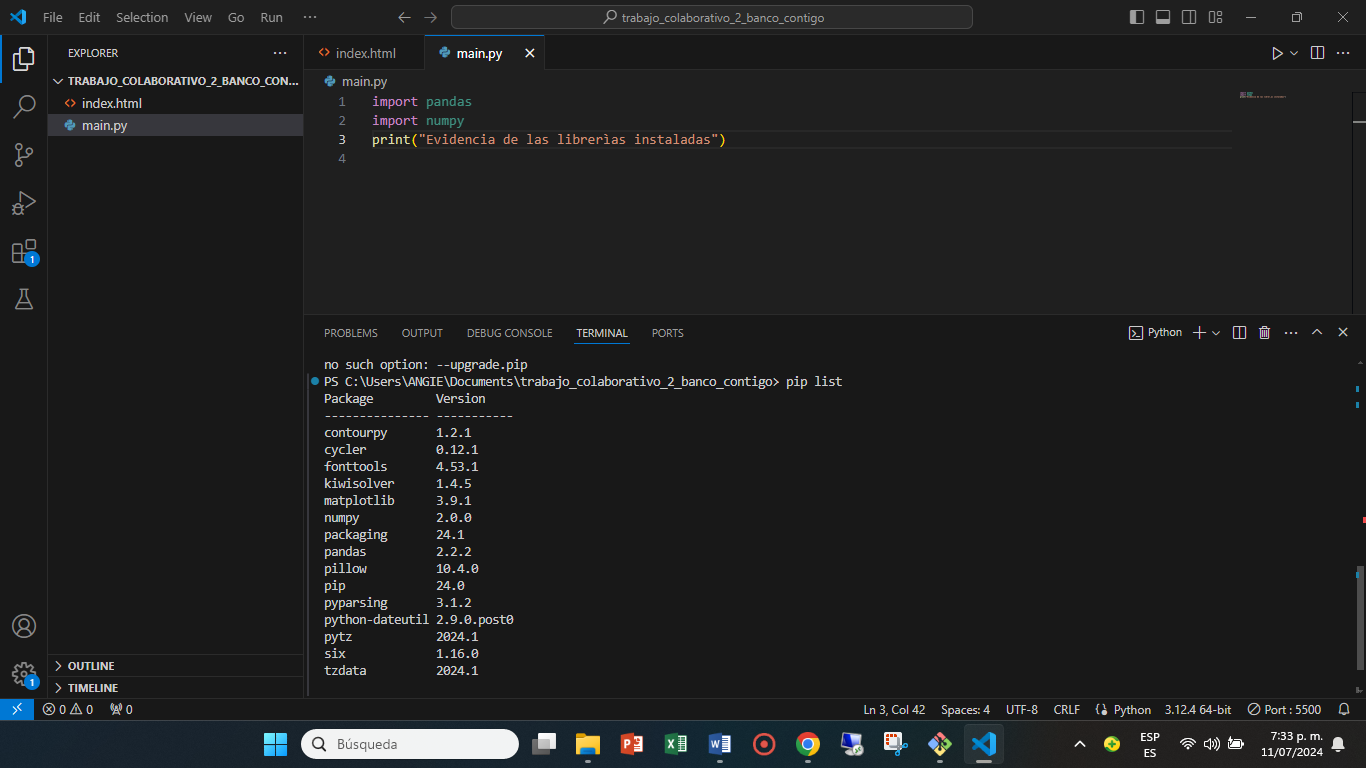 File Edit Selection View Go Run ···
trabajo_colaborativo_2_banco_contigo
EXPLORER
TRABAJO_COLABORATIVO_2_BANCO_CON...
index.html
main.py
OUTLINE
TIMELINE
index.html main.py
main.py
1 import pandas
2 import numpy
3 print("Evidencia de las librerìas instaladas")
4
PROBLEMS OUTPUT DEBUG CONSOLE TERMINAL PORTS
Python
no such option: --upgrade.pip
PS C:\Users\ANGIE\Documents\trabajo_colaborativo_2_banco_contigo> pip list
Package Version
--------------- -----------
contourpy 1.2.1
cycler 0.12.1
fonttools 4.53.1
kiwisolver 1.4.5
matplotlib 3.9.1
numpy 2.0.0
packaging 24.1
pandas 2.2.2
pillow 10.4.0
pip 24.0
pyparsing 3.1.2
python-dateutil 2.9.0.post0
pytz 2024.1
six 1.16.0
tzdata 2024.1
1
1
0 0 0
Ln 3, Col 42 Spaces: 4 UTF-8 CRLF Python 3.12.4 64-bit Port : 5500
Búsqueda
ESP
ES
7:33 p. m.
11/07/2024